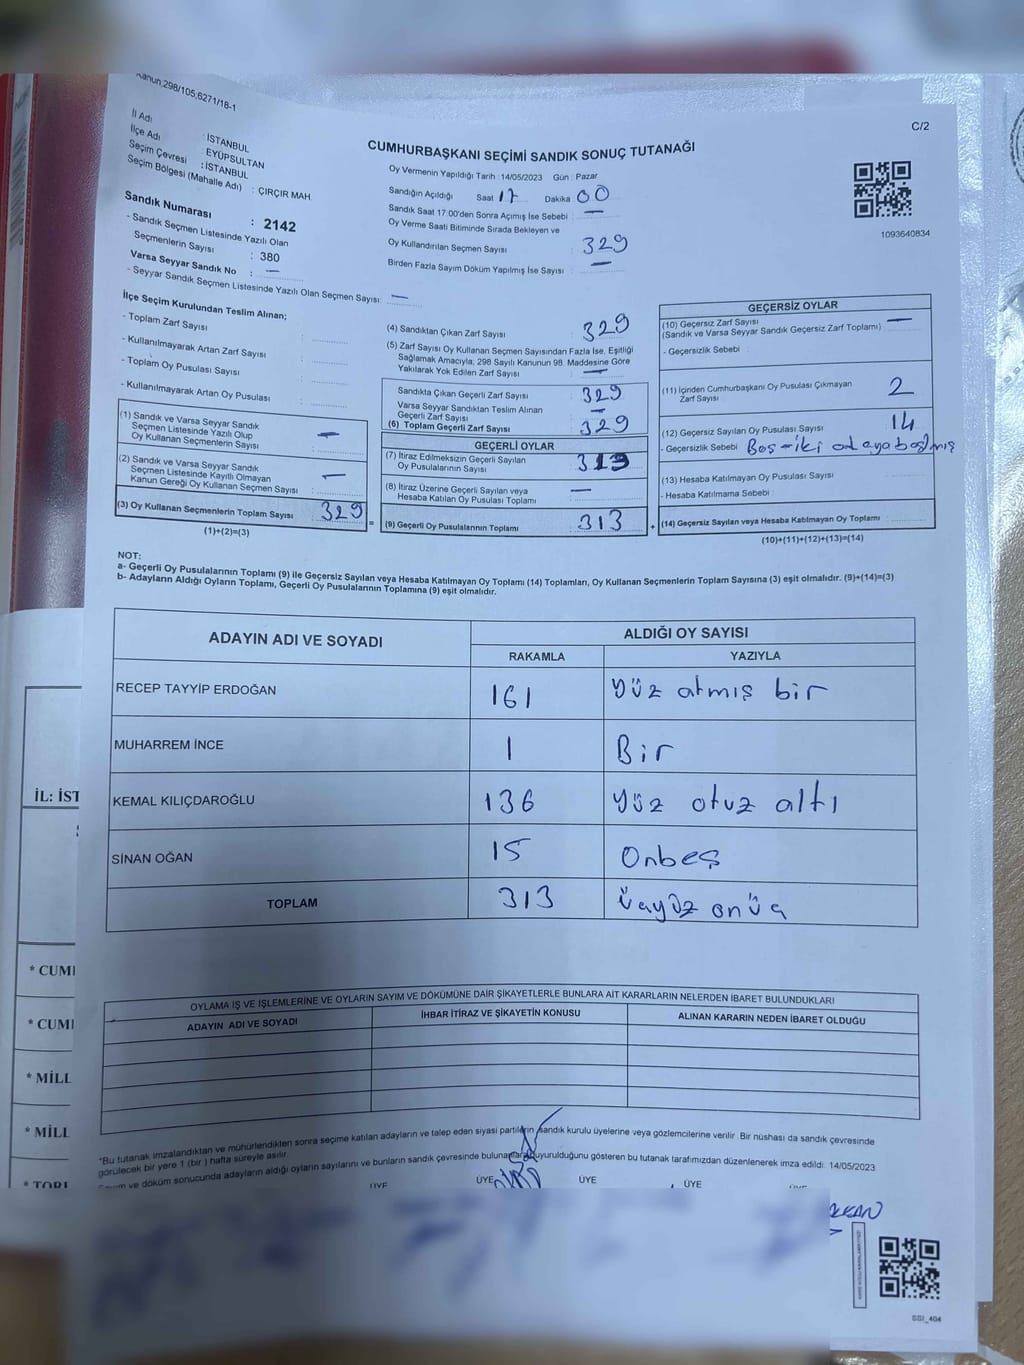 Kanun;298/105;6271/18-1
C/2
İl Adı : İSTANBUL
İlçe Adı : EYÜPSULTAN
Seçim Çevresi : İSTANBUL
Seçim Bölgesi (Mahalle Adı) : ÇIRÇIR MAH.
Sandık Numarası : 2142
- Sandık Seçmen Listesinde Yazılı Olan
Seçmenlerin Sayısı : 380
Varsa Seyyar Sandık No : —
- Seyyar Sandık Seçmen Listesinde Yazılı Olan Seçmen Sayısı: —
CUMHURBAŞKANI SEÇİMİ SANDIK SONUÇ TUTANAĞI
Oy Vermenin Yapıldığı Tarih : 14/05/2023 Gün : Pazar
Sandığın Açıldığı Saat 17 Dakika 00
Sandık Saat 17:00'den Sonra Açımış İse Sebebi : —
Oy Verme Saati Bitiminde Sırada Bekleyen ve
Oy Kullandırılan Seçmen Sayısı : 329
Birden Fazla Sayım Döküm Yapılmış İse Sayısı : —
1093640834
İlçe Seçim Kurulundan Teslim Alınan;
- Toplam Zarf Sayısı :
- Kullanılmayarak Artan Zarf Sayısı :
- Toplam Oy Pusulası Sayısı :
- Kullanılmayarak Artan Oy Pusulası :
(1) Sandık ve Varsa Seyyar Sandık
Seçmen Listesinde Yazılı Olup
Oy Kullanan Seçmenlerin Sayısı : —
(2) Sandık ve Varsa Seyyar Sandık
Seçmen Listesinde Kayıtlı Olmayan
Kanun Gereği Oy Kullanan Seçmen Sayısı : —
(3) Oy Kullanan Seçmenlerin Toplam Sayısı : 329
(1)+(2)=(3)
(4) Sandıktan Çıkan Zarf Sayısı : 329
(5) Zarf Sayısı Oy Kullanan Seçmen Sayısından Fazla İse, Eşitliği
Sağlamak Amacıyla; 298 Sayılı Kanunun 98. Maddesine Göre
Yakılarak Yok Edilen Zarf Sayısı : —
Sandıkta Çıkan Geçerli Zarf Sayısı : 329
Varsa Seyyar Sandıktan Teslim Alınan
Geçerli Zarf Sayısı : —
(6) Toplam Geçerli Zarf Sayısı : 329
GEÇERLİ OYLAR
(7) İtiraz Edilmeksizin Geçerli Sayılan
Oy Pusulalarının Sayısı : 313
(8) İtiraz Üzerine Geçerli Sayılan veya
Hesaba Katılan Oy Pusulası Toplamı : —
= (9) Geçerli Oy Pusulalarının Toplamı : 313 +
GEÇERSİZ OYLAR
(10) Geçersiz Zarf Sayısı : —
(Sandık ve Varsa Seyyar Sandık Geçersiz Zarf Toplamı)
- Geçersizlik Sebebi :
(11) İçinden Cumhurbaşkanı Oy Pusulası Çıkmayan
Zarf Sayısı : 2
(12) Geçersiz Sayılan Oy Pusulası Sayısı : 14
- Geçersizlik Sebebi : Boş - iki adaya basmış
(13) Hesaba Katılmayan Oy Pusulası Sayısı :
- Hesaba Katılmama Sebebi :
(14) Geçersiz Sayılan veya Hesaba Katılmayan Oy Toplamı :
(10)+(11)+(12)+(13)=(14)
NOT:
a- Geçerli Oy Pusulalarının Toplamı (9) ile Geçersiz Sayılan veya Hesaba Katılmayan Oy Toplamı (14) Toplamları, Oy Kullanan Seçmenlerin Toplam Sayısına (3) eşit olmalıdır. (9)+(14)=(3)
b- Adayların Aldığı Oyların Toplamı, Geçerli Oy Pusulalarının Toplamına (9) eşit olmalıdır.
ADAYIN ADI VE SOYADI ALDIĞI OY SAYISI
RAKAMLA YAZIYLA
RECEP TAYYİP ERDOĞAN 161 yüz atmış bir
MUHARREM İNCE 1 Bir
KEMAL KILIÇDAROĞLU 136 yüz otuz altı
SİNAN OĞAN 15 Onbeş
TOPLAM 313 üçyüz onüç
OYLAMA İŞ VE İŞLEMLERİNE VE OYLARIN SAYIM VE DÖKÜMÜNE DAİR ŞİKAYETLERLE BUNLARA AİT KARARLARIN NELERDEN İBARET BULUNDUKLARI
ADAYIN ADI VE SOYADI İHBAR İTİRAZ VE ŞİKAYETİN KONUSU ALINAN KARARIN NEDEN İBARET OLDUĞU
*Bu tutanak imzalandıktan ve mühürlendikten sonra seçime katılan adayların ve talep eden siyasi partilerin sandık kurulu üyelerine veya gözlemcilerine verilir. Bir nüshası da sandık çevresinde
görülecek bir yere 1 (bir ) hafta süreyle asılır.
Sayım ve döküm sonucunda adayların aldığı oyların sayılarını ve bunların sandık çevresinde bulunanlara duyurulduğunu gösteren bu tutanak tarafımızdan düzenlenerek imza edildi. 14/05/2023
ÜYE ÜYE ÜYE ÜYE
SSI_404
İL: İST
* CUMI
* CUMI
* MİLL
* MİLL
* TOPL